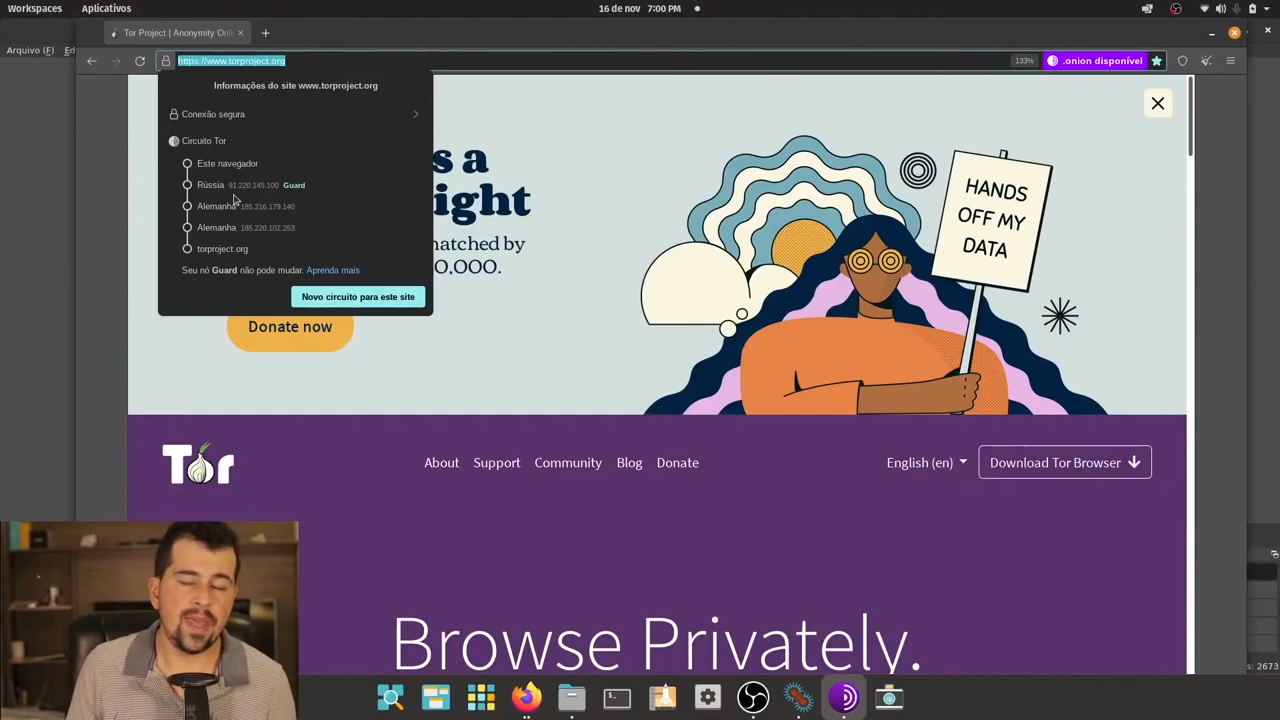 Workspaces Aplicativos 16 de nov 7:00 PM
Arquivo (F) Ed
Tor Project | Anonymity Onli
https://www.torproject.org 133% .onion disponível
Informações do site www.torproject.org
Conexão segura
Circuito Tor
Este navegador
Rússia 91.220.145.100 Guard
Alemanha 185.216.179.140
Alemanha 185.220.102.253
torproject.org
Seu nó Guard não pode mudar. Aprenda mais
Novo circuito para este site
s a
ight
natched by
0,000.
Donate now
HANDS
OFF MY
DATA
Tor About Support Community Blog Donate English (en) Download Tor Browser
Browse Privately.
s: 2673